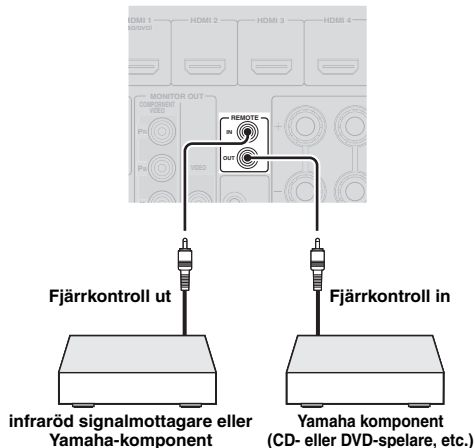 HDMI 1
HDMI 2
HDMI 3
HDMI 4
MONITOR OUT
COMPONENT
VIDEO
REMOTE
IN
OUT
VIDEO
Fjärrkontroll ut
Fjärrkontroll in
infraröd signalmottagare eller
Yamaha-komponent
Yamaha komponent
(CD- eller DVD-spelare, etc.)